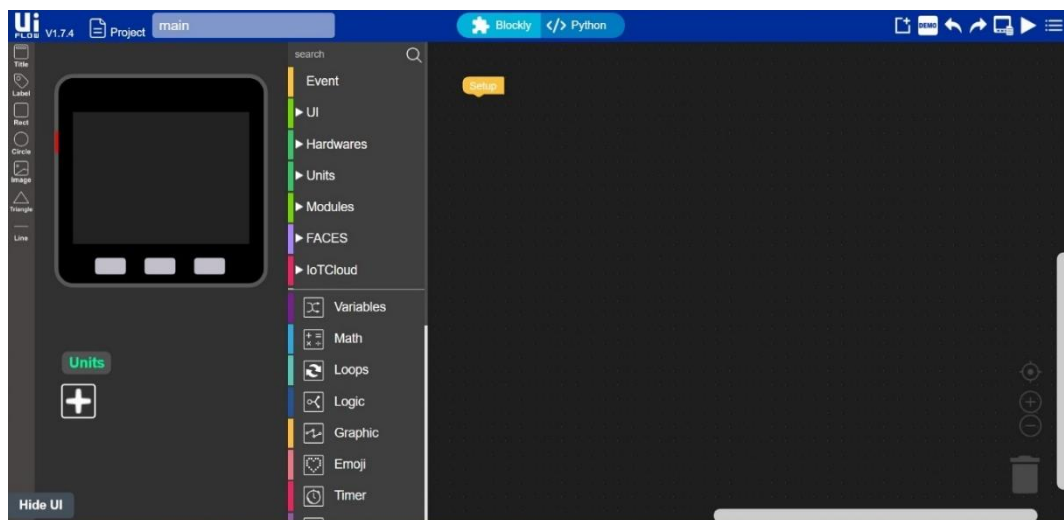 Ui
FLOW V1.7.4 Project main Blockly </> Python DEMO
Title
Label
Rect
Circle
Image
Triangle
Line
Units
Hide UI
search
Event
UI
Hardwares
Units
Modules
FACES
IoTCloud
Variables
Math
Loops
Logic
Graphic
Emoji
Timer
Setup